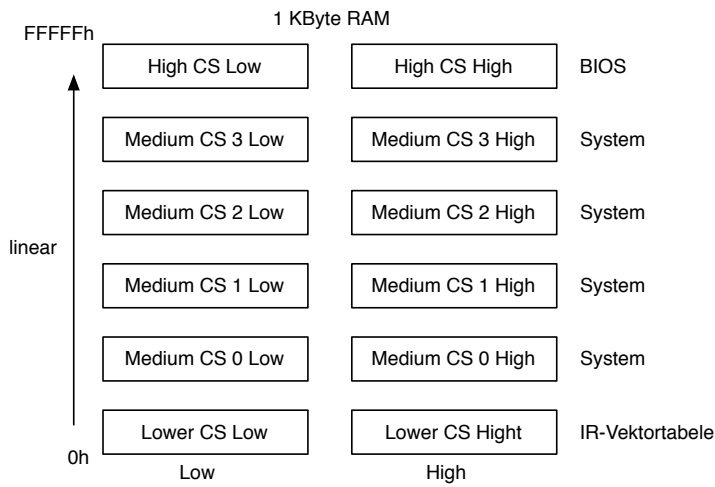 1 KByte RAM
FFFFFh
High CS Low High CS High BIOS
Medium CS 3 Low Medium CS 3 High System
Medium CS 2 Low Medium CS 2 High System
linear
Medium CS 1 Low Medium CS 1 High System
Medium CS 0 Low Medium CS 0 High System
Lower CS Low Lower CS Hight IR-Vektortabele
0h
Low High